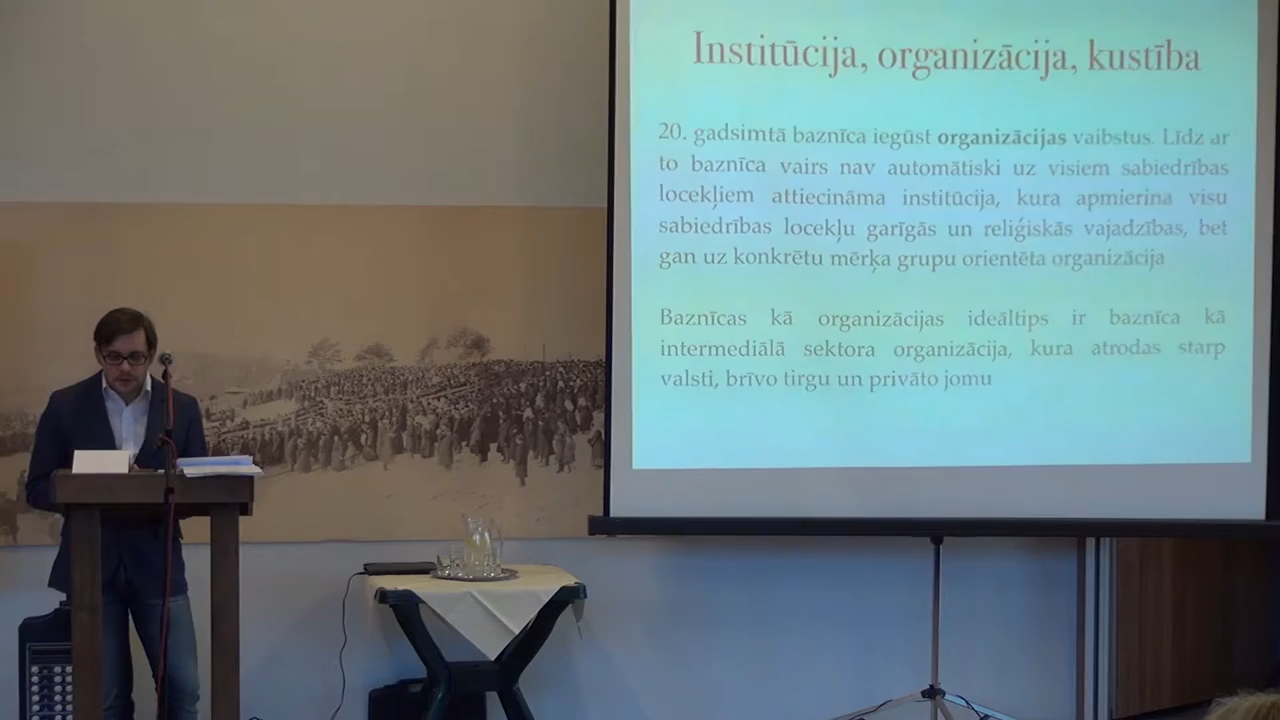 Institūcija, organizācija, kustība
20. gadsimtā baznīca iegūst organizācijas vaibstus. Līdz ar
to baznīca vairs nav automātiski uz visiem sabiedrības
locekļiem attiecināma institūcija, kura apmierina visu
sabiedrības locekļu garīgās un reliģiskās vajadzības, bet
gan uz konkrētu mērķa grupu orientēta organizācija
Baznīcas kā organizācijas ideāltips ir baznīca kā
intermediālā sektora organizācija, kura atrodas starp
valsti, brīvo tirgu un privāto jomu